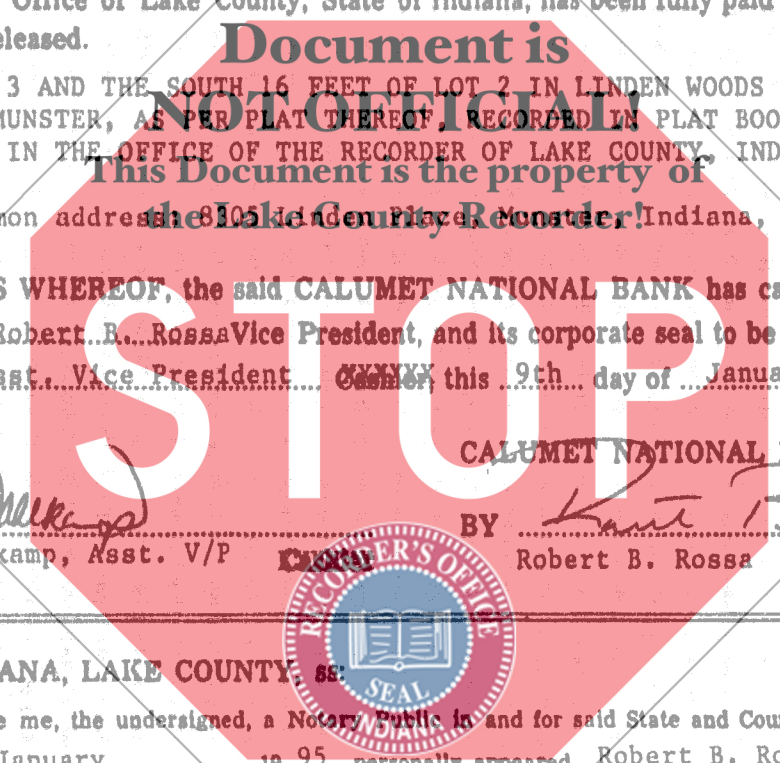 Office of Lake County, State of Indiana, has been fully paid
eleased.
Document is
3 AND THE SOUTH 16 FEET OF LOT 2 IN LINDEN WOODS
NOT OFFICIAL!
MUNSTER, AS PER PLAT THEREOF, RECORDED IN PLAT BOO
IN THE OFFICE OF THE RECORDER OF LAKE COUNTY, IND
This Document is the property of
mon address: 8305 Linden Place, Munster, Indiana,
the Lake County Recorder!
S WHEREOF, the said CALUMET NATIONAL BANK has ca
Robert B. Rossa Vice President, and its corporate seal to be
sst. Vice President this 9th day of Janua
STOP
CALUMET NATIONAL
BY
kamp, Asst. V/P
Robert B. Rossa
RECORDER'S OFFICE
SEAL
INDIANA
ANA, LAKE COUNTY, ss:
e me, the undersigned, a Notary Public in and for said State and Coun
January 19 95 personally appeared Robert B. Ro